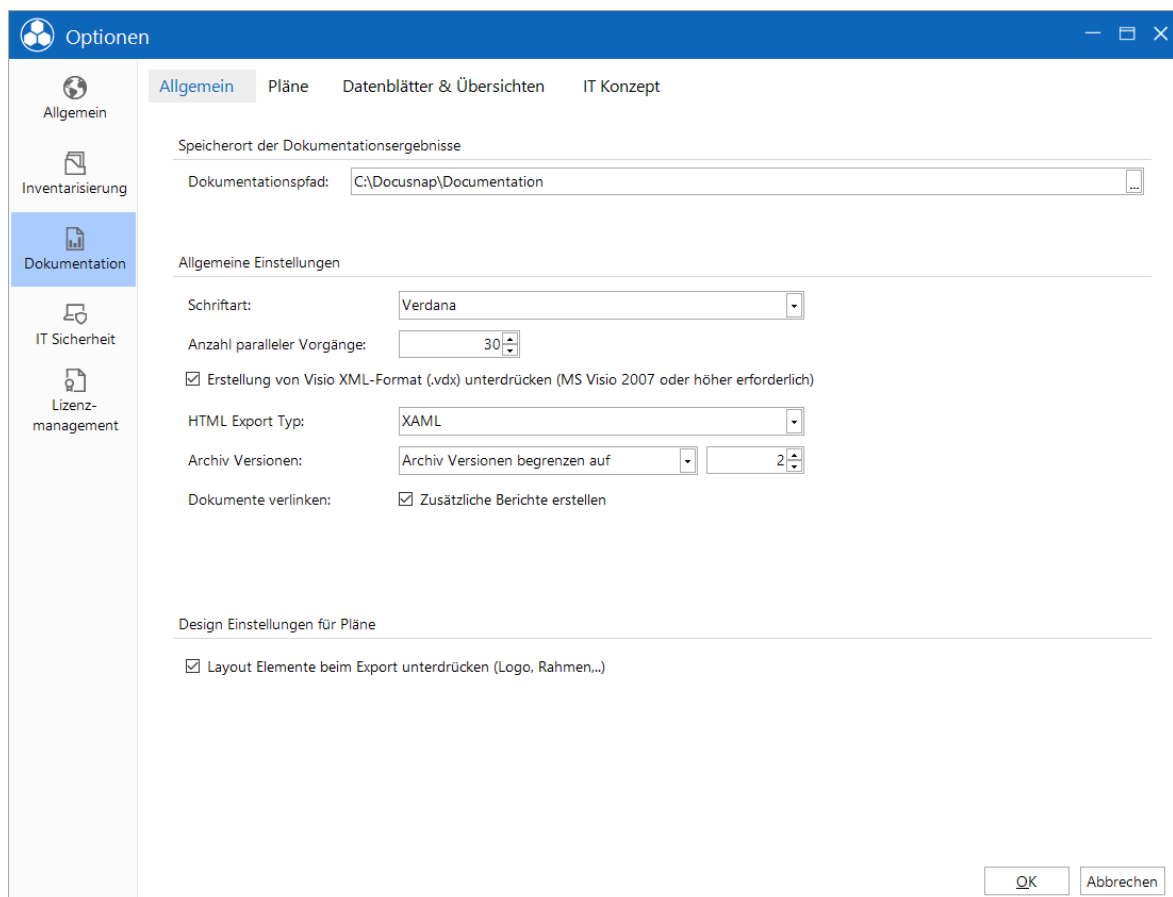 Optionen
Allgemein
Inventarisierung
Dokumentation
IT Sicherheit
Lizenz-
management
Allgemein Pläne Datenblätter & Übersichten IT Konzept
Speicherort der Dokumentationsergebnisse
Dokumentationspfad: C:\Docusnap\Documentation ...
Allgemeine Einstellungen
Schriftart: Verdana
Anzahl paralleler Vorgänge: 30
Erstellung von Visio XML-Format (.vdx) unterdrücken (MS Visio 2007 oder höher erforderlich)
HTML Export Typ: XAML
Archiv Versionen: Archiv Versionen begrenzen auf 2
Dokumente verlinken: Zusätzliche Berichte erstellen
Design Einstellungen für Pläne
Layout Elemente beim Export unterdrücken (Logo, Rahmen,..)
OK Abbrechen